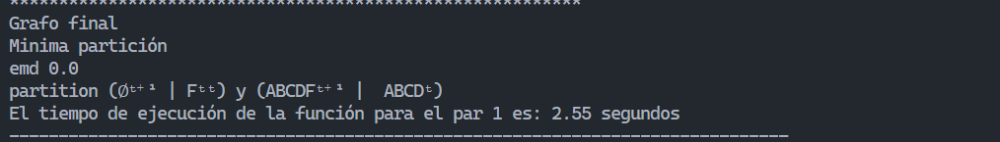 ************************************************************
Grafo final
Minima partición
emd 0.0
partition (Øᵗ⁺¹ | Fᵗᵗ) y (ABCDFᵗ⁺¹ |  ABCDᵗ)
El tiempo de ejecución de la función para el par 1 es: 2.55 segundos
--------------------------------------------------------------------------------